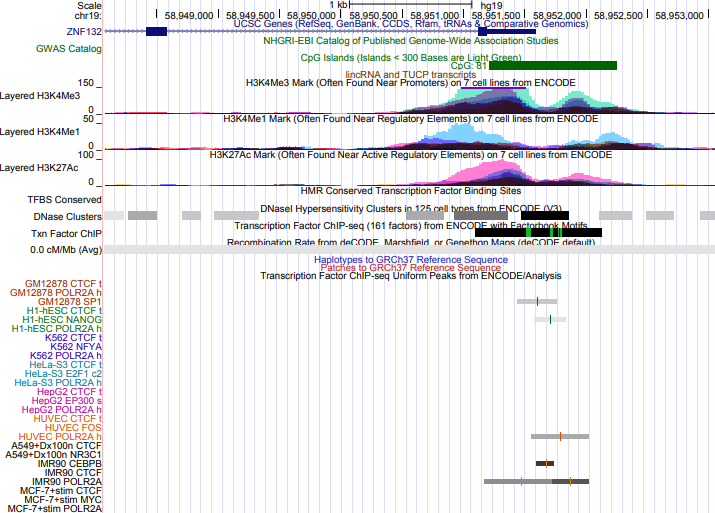 Scale 1 kb hg19
chr19: 58,949,000 58,949,500 58,950,000 58,950,500 58,951,000 58,951,500 58,952,000 58,952,500 58,953,000
UCSC Genes (RefSeq, GenBank, CCDS, Rfam, tRNAs & Comparative Genomics)
ZNF132
NHGRI-EBI Catalog of Published Genome-Wide Association Studies
GWAS Catalog
CpG Islands (Islands < 300 Bases are Light Green)
CpG: 81
lincRNA and TUCP transcripts
H3K4Me3 Mark (Often Found Near Promoters) on 7 cell lines from ENCODE
150
Layered H3K4Me3
0
H3K4Me1 Mark (Often Found Near Regulatory Elements) on 7 cell lines from ENCODE
50
Layered H3K4Me1
0
H3K27Ac Mark (Often Found Near Active Regulatory Elements) on 7 cell lines from ENCODE
100
Layered H3K27Ac
0
HMR Conserved Transcription Factor Binding Sites
TFBS Conserved
DNaseI Hypersensitivity Clusters in 125 cell types from ENCODE (V3)
DNase Clusters
Transcription Factor ChIP-seq (161 factors) from ENCODE with Factorbook Motifs
Txn Factor ChIP
Recombination Rate from deCODE, Marshfield, or Genethon Maps (deCODE default)
0.0 cM/Mb (Avg)
Haplotypes to GRCh37 Reference Sequence
Patches to GRCh37 Reference Sequence
Transcription Factor ChIP-seq Uniform Peaks from ENCODE/Analysis
GM12878 CTCF t
GM12878 POLR2A h
GM12878 SP1
H1-hESC CTCF t
H1-hESC NANOG
H1-hESC POLR2A h
K562 CTCF t
K562 NFYA
K562 POLR2A h
HeLa-S3 CTCF t
HeLa-S3 E2F1 c2
HeLa-S3 POLR2A h
HepG2 CTCF t
HepG2 EP300 s
HepG2 POLR2A h
HUVEC CTCF t
HUVEC FOS
HUVEC POLR2A h
A549+Dx100n CTCF
A549+Dx100n NR3C1
IMR90 CEBPB
IMR90 CTCF
IMR90 POLR2A
MCF-7+stim CTCF
MCF-7+stim MYC
MCF-7+stim POLR2A